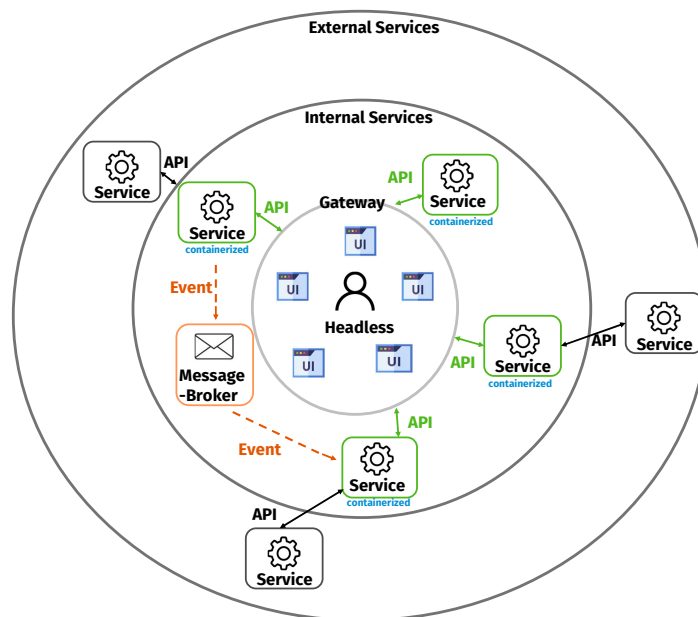 External Services
Internal Services
API
Service
API
Service
containerized
API
Service
Gateway
UI
UI
UI
Headless
UI
UI
Event
Message
-Broker
Event
API
Service
containerized
API
Service
API
Service
containerized
API
Service